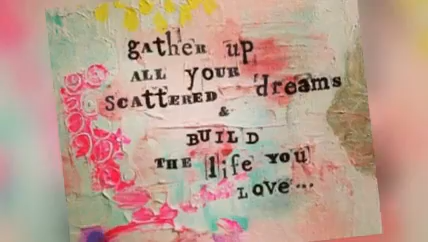 gatheR up
ALL YOUR
SCAttERED dreams
&
BUILD
THE life YOU
LOVE...